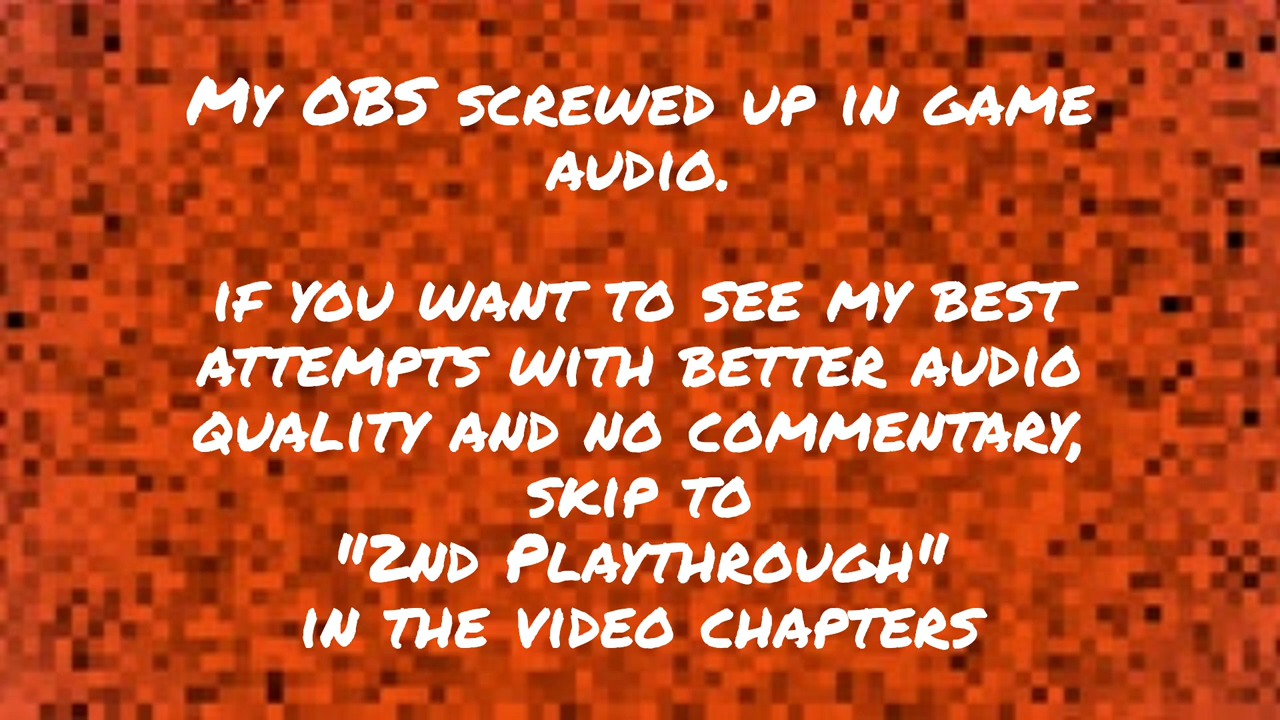 My OBS screwed up in game
audio.
if you want to see my best
attempts with better audio
quality and no commentary,
skip to
"2nd Playthrough"
in the video chapters